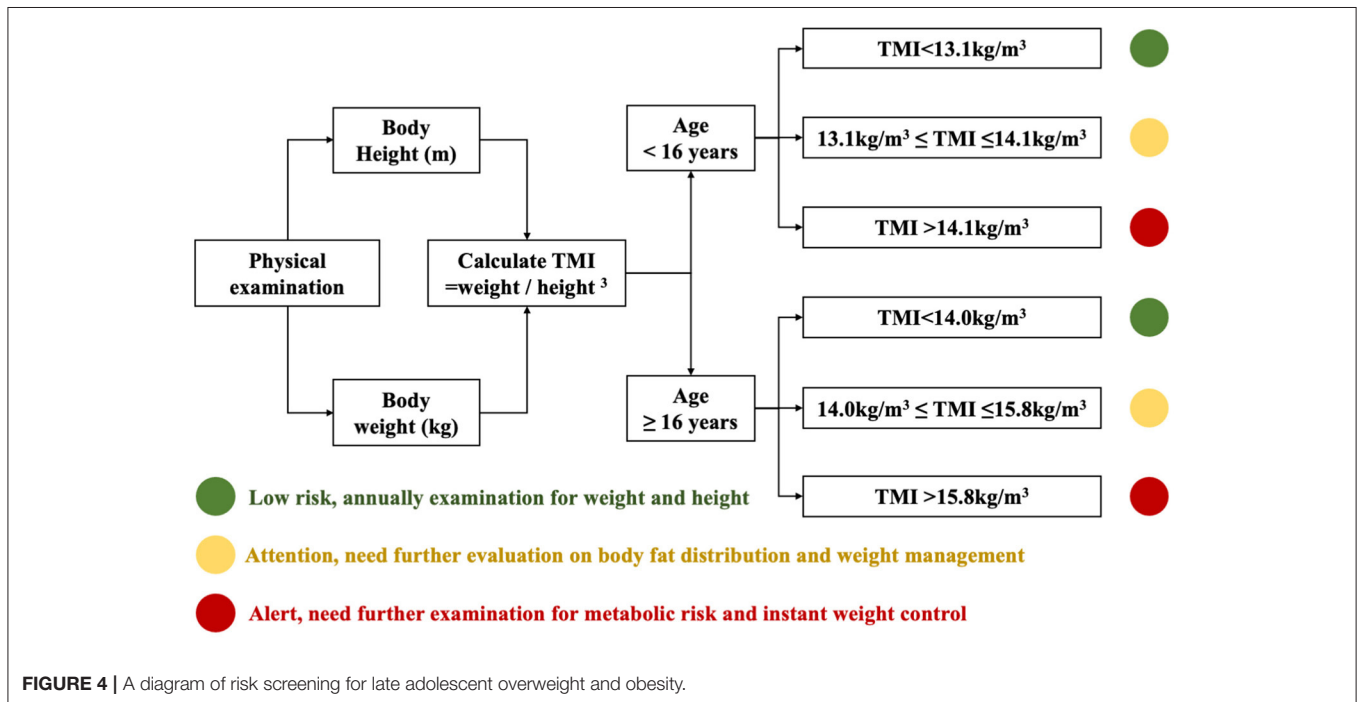 Physical
examination
Body
Height (m)
Body
weight (kg)
Calculate TMI
=weight / height ³
Age
< 16 years
TMI<13.1kg/m³
13.1kg/m³ ≤ TMI ≤14.1kg/m³
TMI >14.1kg/m³
Age
≥ 16 years
TMI<14.0kg/m³
14.0kg/m³ ≤ TMI ≤15.8kg/m³
TMI >15.8kg/m³
Low risk, annually examination for weight and height
Attention, need further evaluation on body fat distribution and weight management
Alert, need further examination for metabolic risk and instant weight control
FIGURE 4 | A diagram of risk screening for late adolescent overweight and obesity.